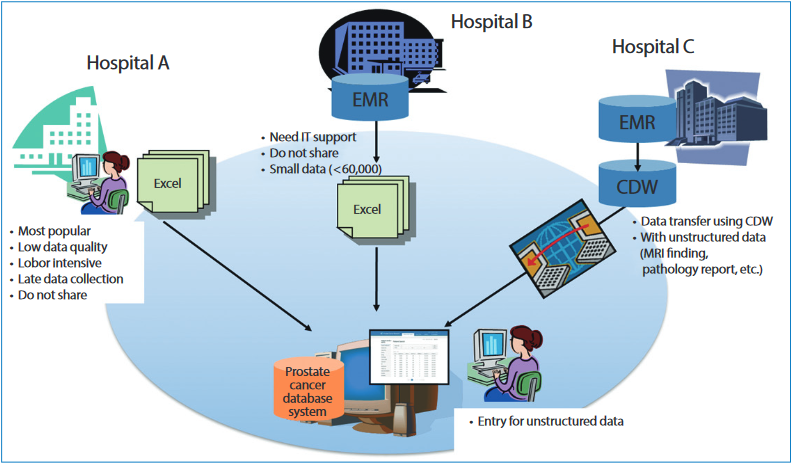 Hospital A
Hospital B
Hospital C
EMR
EMR
CDW
• Need IT support
• Do not share
• Small data (<60,000)
Excel
Excel
• Most popular
• Low data quality
• Lobor intensive
• Late data collection
• Do not share
• Data transfer using CDW
• With unstructured data
(MRI finding,
pathology report, etc.)
Prostate
cancer
database
system
• Entry for unstructured data